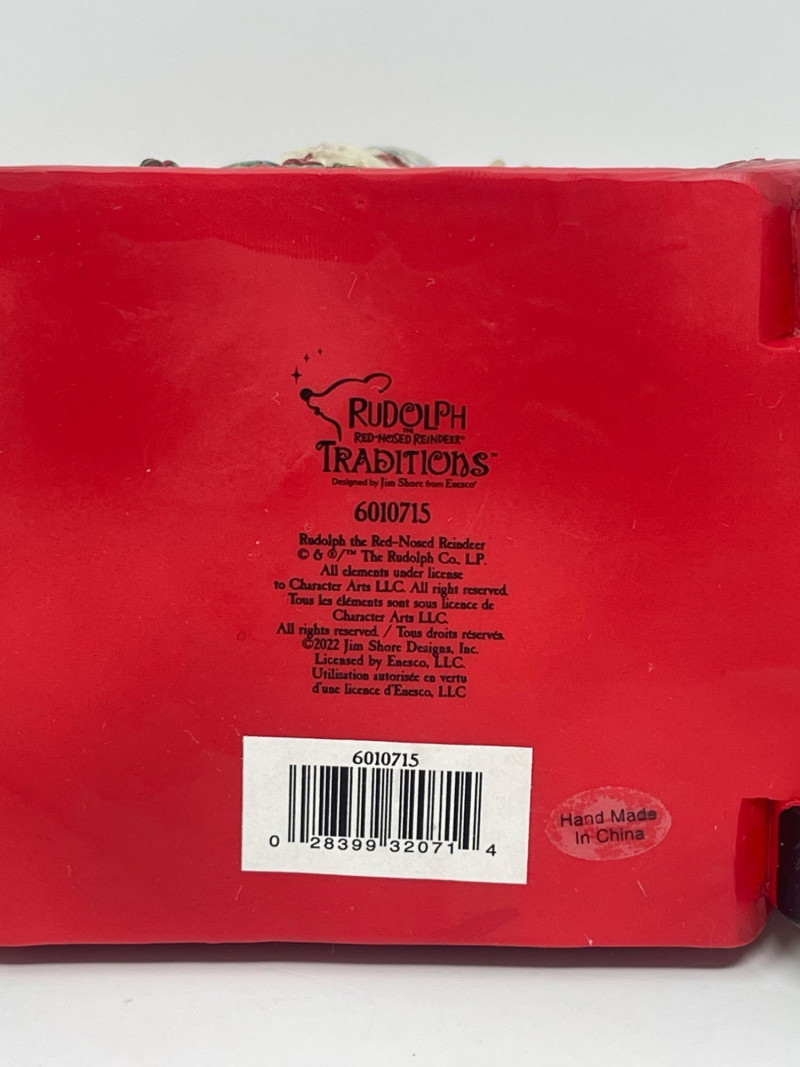 RUDOLPH
THE
RED-NOSED REINDEER®
TRADITIONS™
Designed by Jim Shore from Enesco®
6010715
Rudolph the Red-Nosed Reindeer
© & ®/™ The Rudolph Co., L.P.
All elements under license
to Character Arts LLC. All right reserved.
Tous les éléments sont sous licence de
Character Arts LLC.
All rights reserved. / Tous droits réservés.
©2022 Jim Shore Designs, Inc.
Licensed by Enesco, LLC.
Utilisation autorisée en vertu
d'une licence d'Enesco, LLC
6010715
0 28399 32071 4
Hand Made
In China